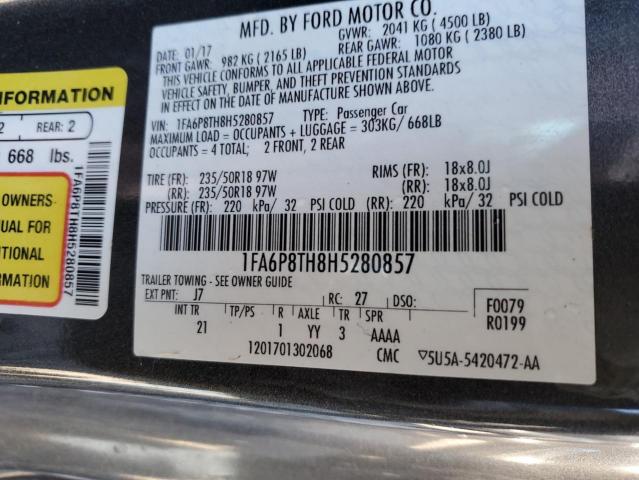 MFD. BY FORD MOTOR CO.
DATE: 01/17
GVWR: 2041 KG ( 4500 LB)
FRONT GAWR: 982 KG ( 2165 LB)
REAR GAWR: 1080 KG ( 2380 LB)
THIS VEHICLE CONFORMS TO ALL APPLICABLE FEDERAL MOTOR
VEHICLE SAFETY, BUMPER, AND THEFT PREVENTION STANDARDS
IN EFFECT ON THE DATE OF MANUFACTURE SHOWN ABOVE.
VIN: 1FA6P8TH8H5280857 TYPE: Passenger Car
MAXIMUM LOAD = OCCUPANTS + LUGGAGE = 303KG/ 668LB
OCCUPANTS = 4 TOTAL; 2 FRONT, 2 REAR
TIRE (FR): 235/50R18 97W RIMS (FR): 18x8.0J
(RR): 235/50R18 97W (RR): 18x8.0J
PRESSURE (FR): 220 kPa/ 32 PSI COLD (RR): 220 kPa/ 32 PSI COLD
1FA6P8TH8H5280857
TRAILER TOWING - SEE OWNER GUIDE
EXT PNT: J7 RC: 27 DSO:
INT TR TP/PS R AXLE TR SPR
21 1 YY 3 AAAA
F0079
R0199
1201701302068 CMC 5U5A-5420472-AA
INFORMATION
2 REAR: 2
668 lbs.
OWNERS
UAL FOR
ITIONAL
MATION
1FA6P8TH8H5280857